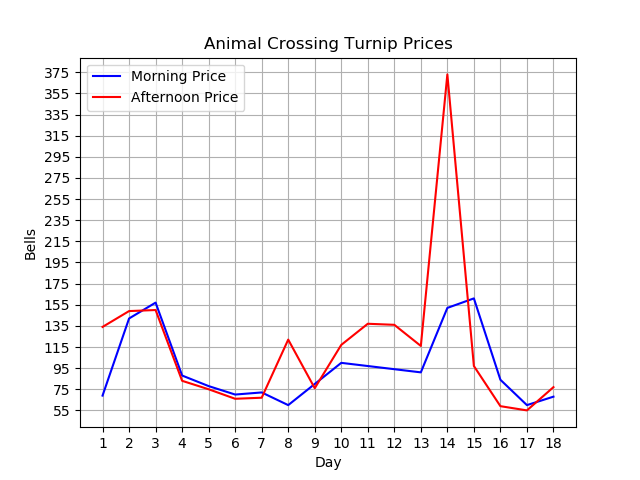 Animal Crossing Turnip Prices
Morning Price
Afternoon Price
375
355
335
315
295
275
255
235
215
195
175
155
135
115
95
75
55
Bells
1 2 3 4 5 6 7 8 9 10 11 12 13 14 15 16 17 18
Day